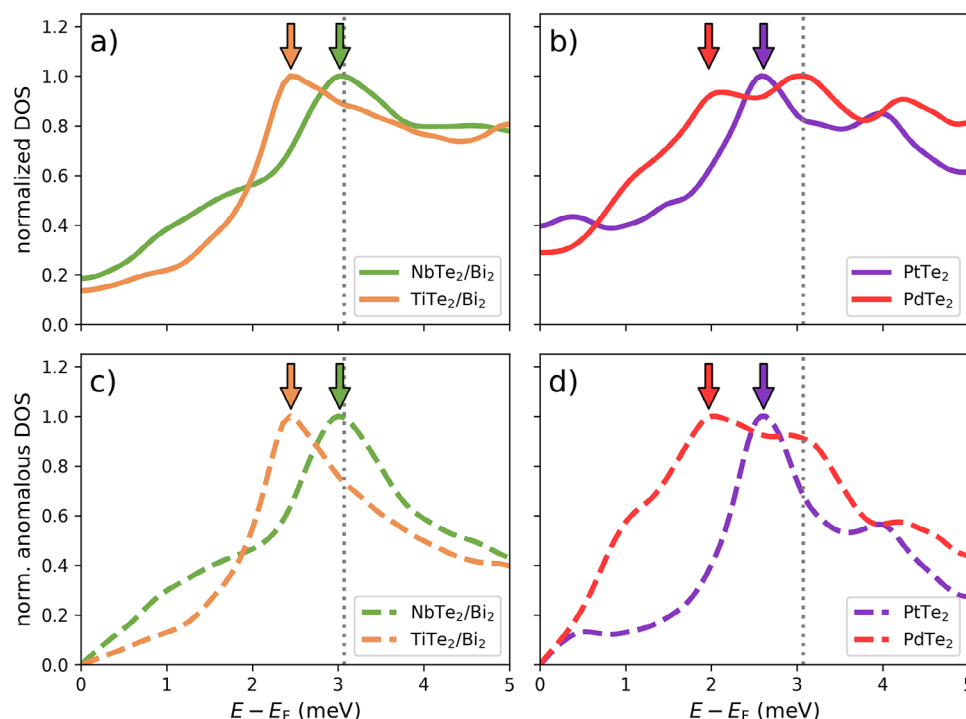 a)
b)
c)
d)
normalized DOS
1.2
1.0
0.8
0.6
0.4
0.2
0.0
NbTe₂/Bi₂
TiTe₂/Bi₂
PtTe₂
PdTe₂
norm. anomalous DOS
1.2
1.0
0.8
0.6
0.4
0.2
0.0
NbTe₂/Bi₂
TiTe₂/Bi₂
PtTe₂
PdTe₂
0 1 2 3 4 5
0 1 2 3 4 5
E − E_F (meV)
E − E_F (meV)